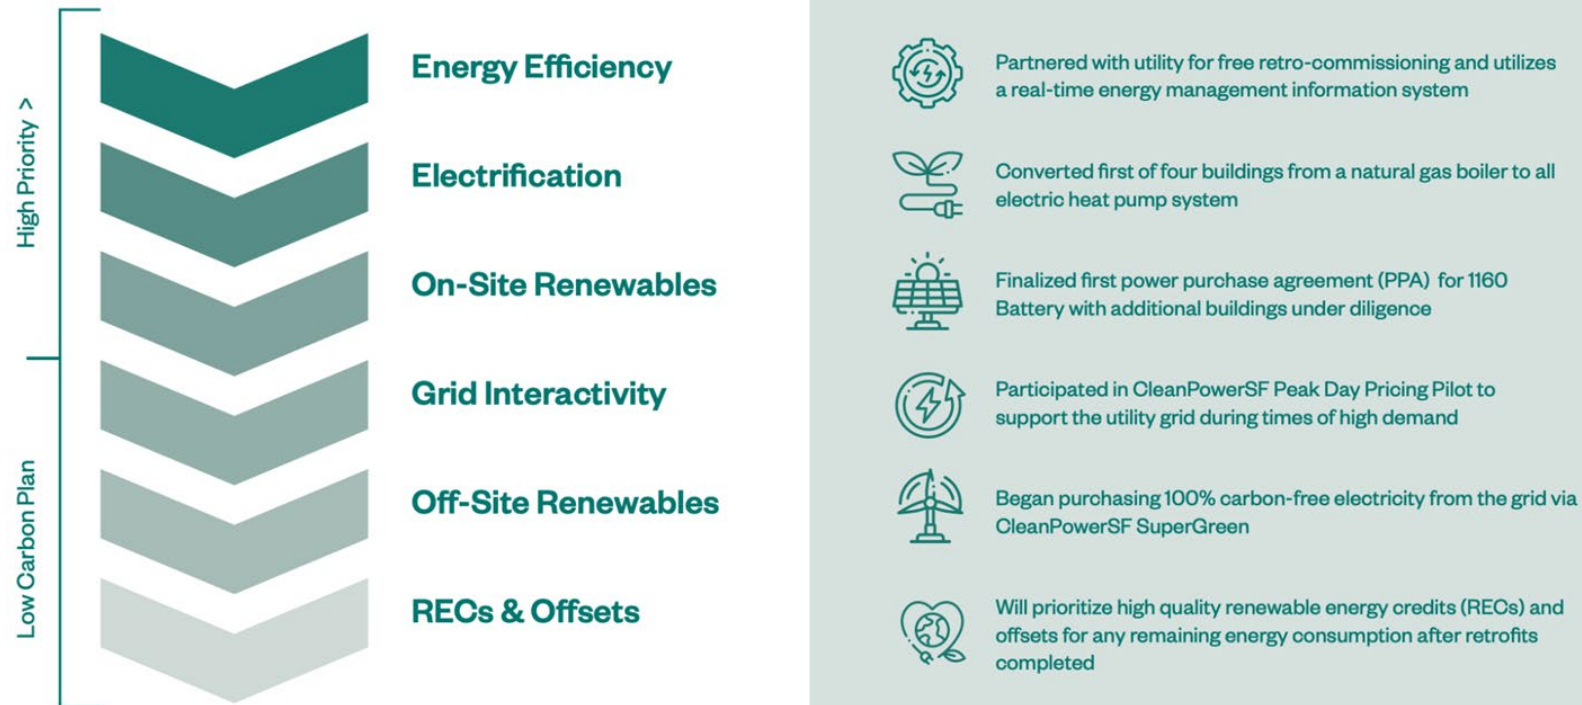 High Priority >
Low Carbon Plan
Energy Efficiency
Partnered with utility for free retro-commissioning and utilizes
a real-time energy management information system
Electrification
Converted first of four buildings from a natural gas boiler to all
electric heat pump system
On-Site Renewables
Finalized first power purchase agreement (PPA) for 1160
Battery with additional buildings under diligence
Grid Interactivity
Participated in CleanPowerSF Peak Day Pricing Pilot to
support the utility grid during times of high demand
Off-Site Renewables
Began purchasing 100% carbon-free electricity from the grid via
CleanPowerSF SuperGreen
RECs & Offsets
Will prioritize high quality renewable energy credits (RECs) and
offsets for any remaining energy consumption after retrofits
completed